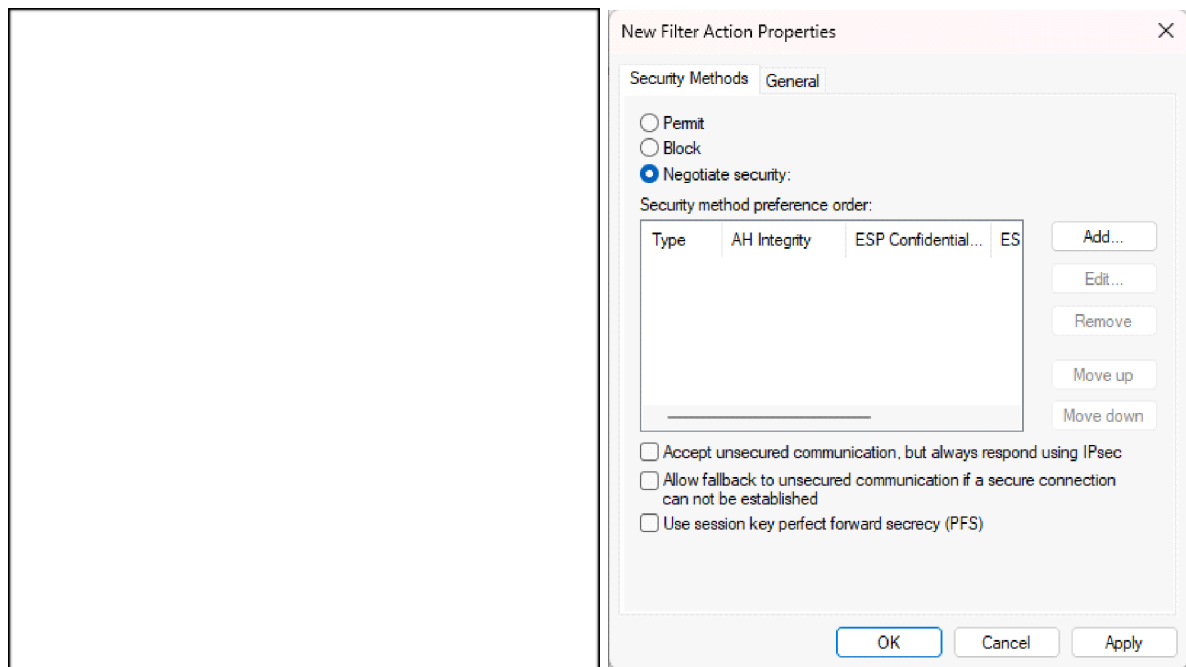 New Filter Action Properties
Security Methods General
Permit
Block
Negotiate security:
Security method preference order:
Type AH Integrity ESP Confidential... ES
Add...
Edit...
Remove
Move up
Move down
Accept unsecured communication, but always respond using IPsec
Allow fallback to unsecured communication if a secure connection
can not be established
Use session key perfect forward secrecy (PFS)
OK Cancel Apply